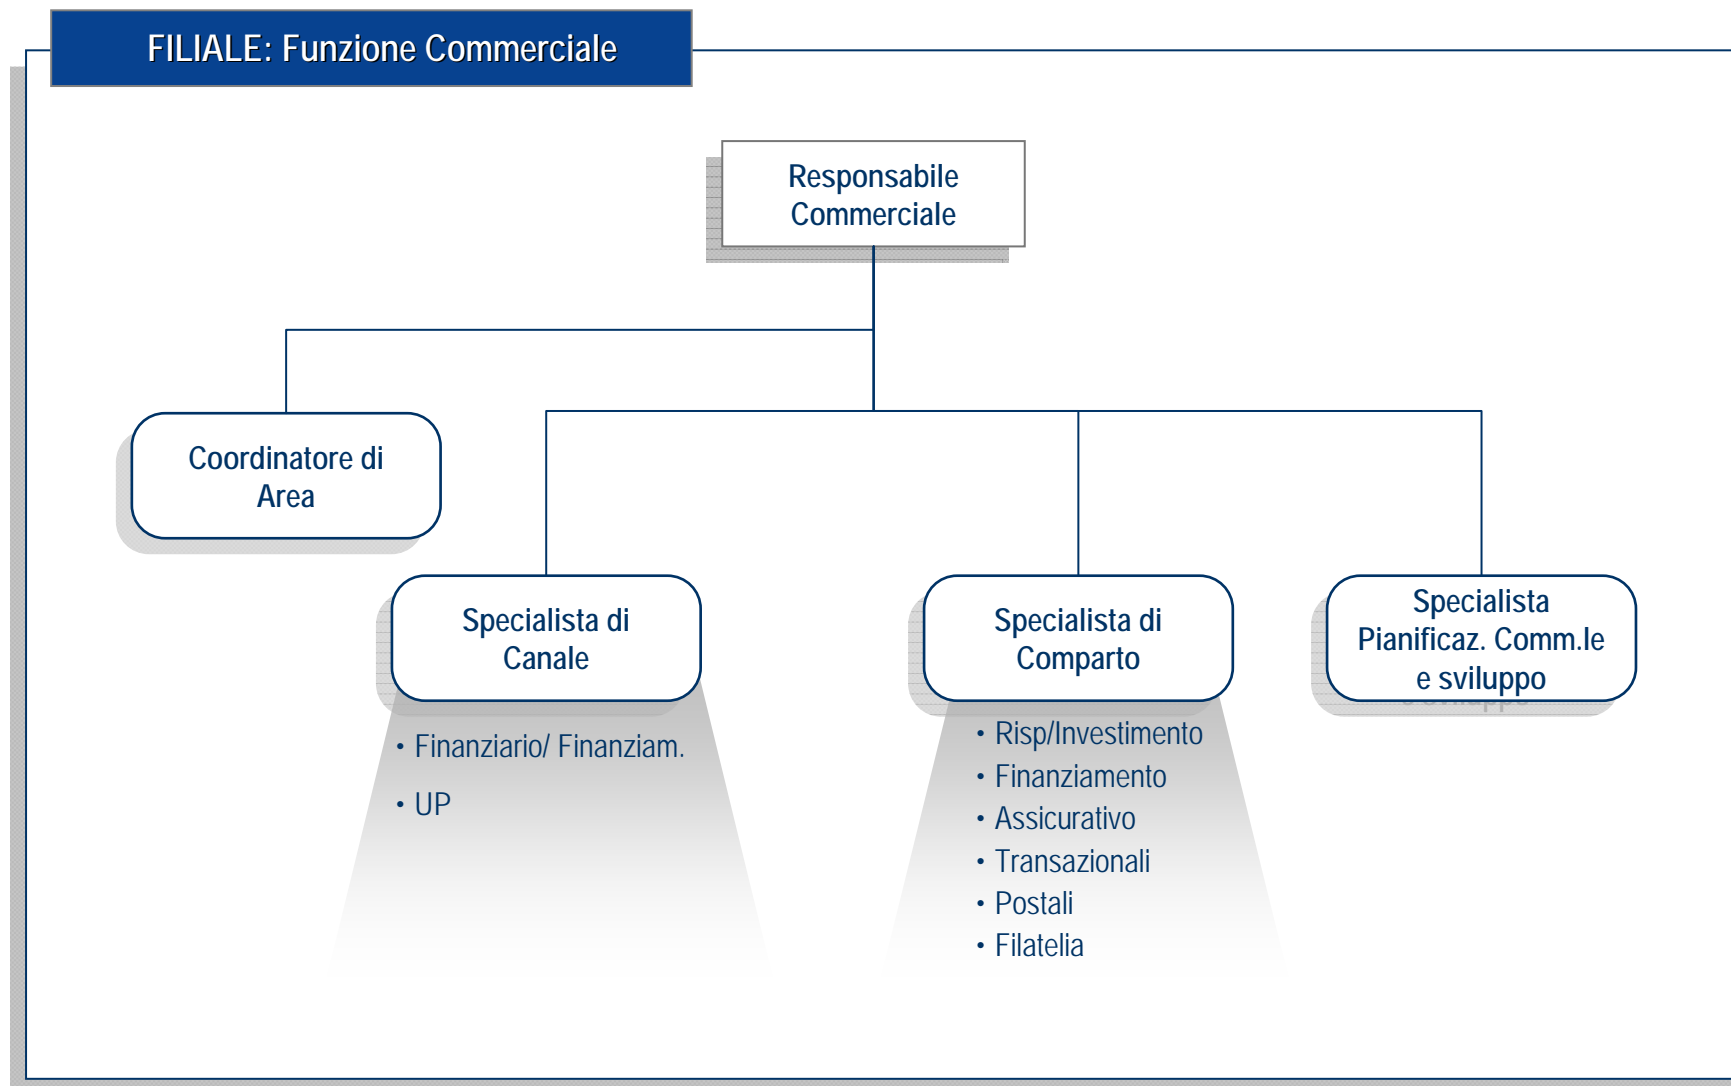 FILIALE: Funzione Commerciale
Responsabile
Commerciale
Coordinatore di
Area
Specialista di
Canale
• Finanziario/ Finanziam.
• UP
Specialista di
Comparto
• Risp/Investimento
• Finanziamento
• Assicurativo
• Transazionali
• Postali
• Filatelia
Specialista
Pianificaz. Comm.le
e sviluppo